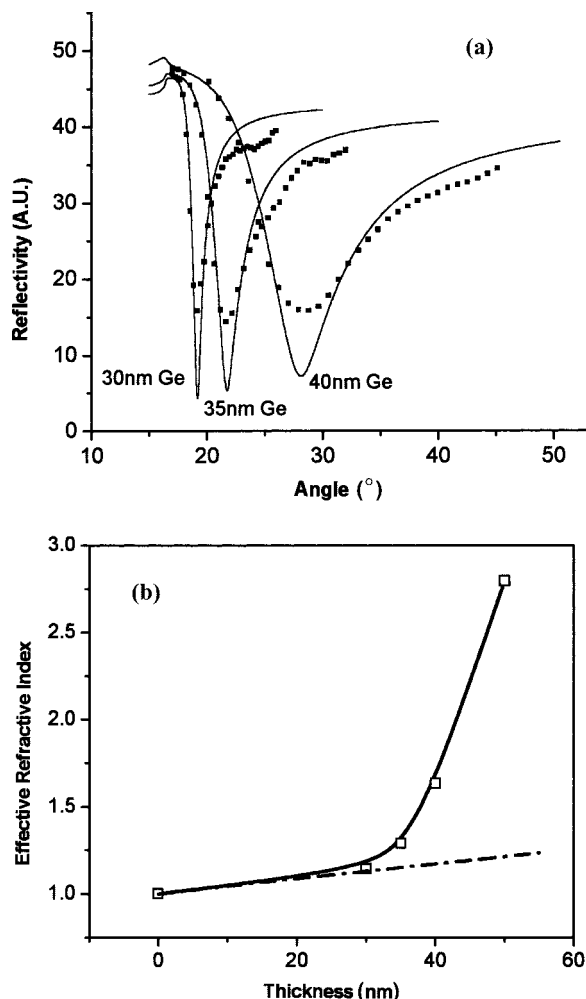 (a)
50
40
30
20
10
0
Reflectivity (A.U.)
30nm Ge
35nm Ge
40nm Ge
10 20 30 40 50
Angle (°)
(b)
3.0
2.5
2.0
1.5
1.0
Effective Refractive Index
0 20 40 60
Thickness (nm)